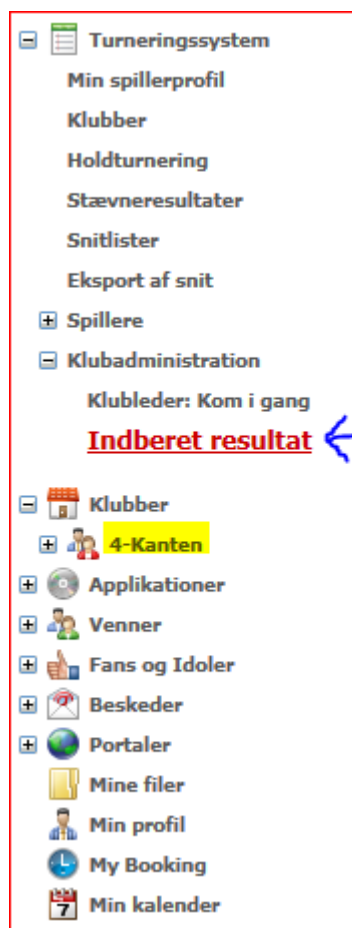 Turneringssystem
Min spillerprofil
Klubber
Holdturnering
Stævneresultater
Snitlister
Eksport af snit
Spillere
Klubadministration
Klubleder: Kom i gang
Indberet resultat
Klubber
4-Kanten
Applikationer
Venner
Fans og Idoler
Beskeder
Portaler
Mine filer
Min profil
My Booking
7 Min kalender